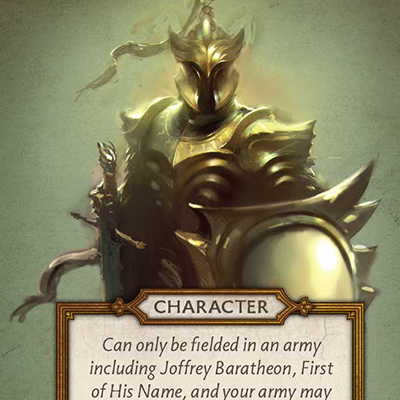 CHARACTER
Can only be fielded in an army
including Joffrey Baratheon, First
of His Name, and your army may